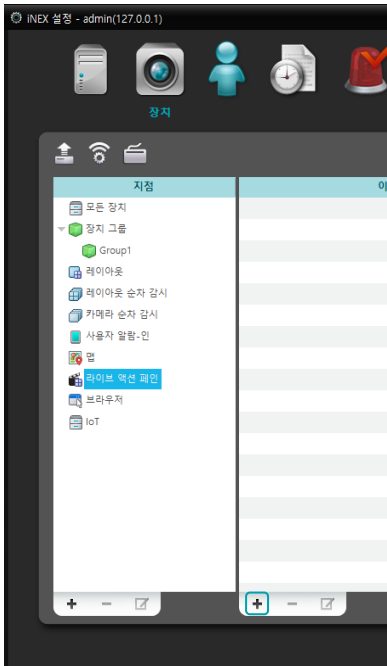 iNEX 설정 - admin(127.0.0.1)
장치
지점
이
모든 장치
장치 그룹
Group1
레이아웃
레이아웃 순차 감시
카메라 순차 감시
사용자 알람-인
맵
라이브 액션 페인
브라우저
IoT